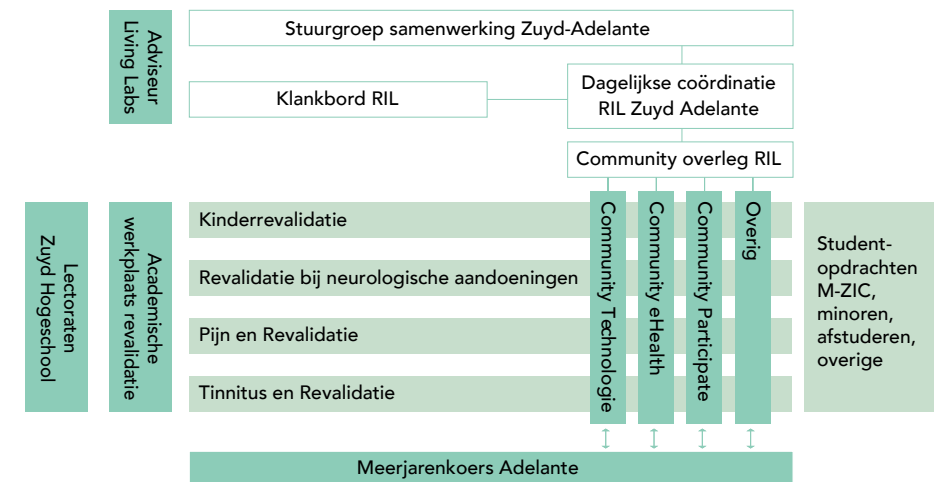 Adviseur
Living Labs
Stuurgroep samenwerking Zuyd-Adelante
Klankbord RIL
Dagelijkse coördinatie
RIL Zuyd Adelante
Community overleg RIL
Lectoraten
Zuyd Hogeschool
Academische
werkplaats revalidatie
Kinderrevalidatie
Revalidatie bij neurologische aandoeningen
Pijn en Revalidatie
Tinnitus en Revalidatie
Community Technologie
Community eHealth
Community Participate
Overig
Student-
opdrachten
M-ZIC,
minoren,
afstuderen,
overige
Meerjarenkoers Adelante